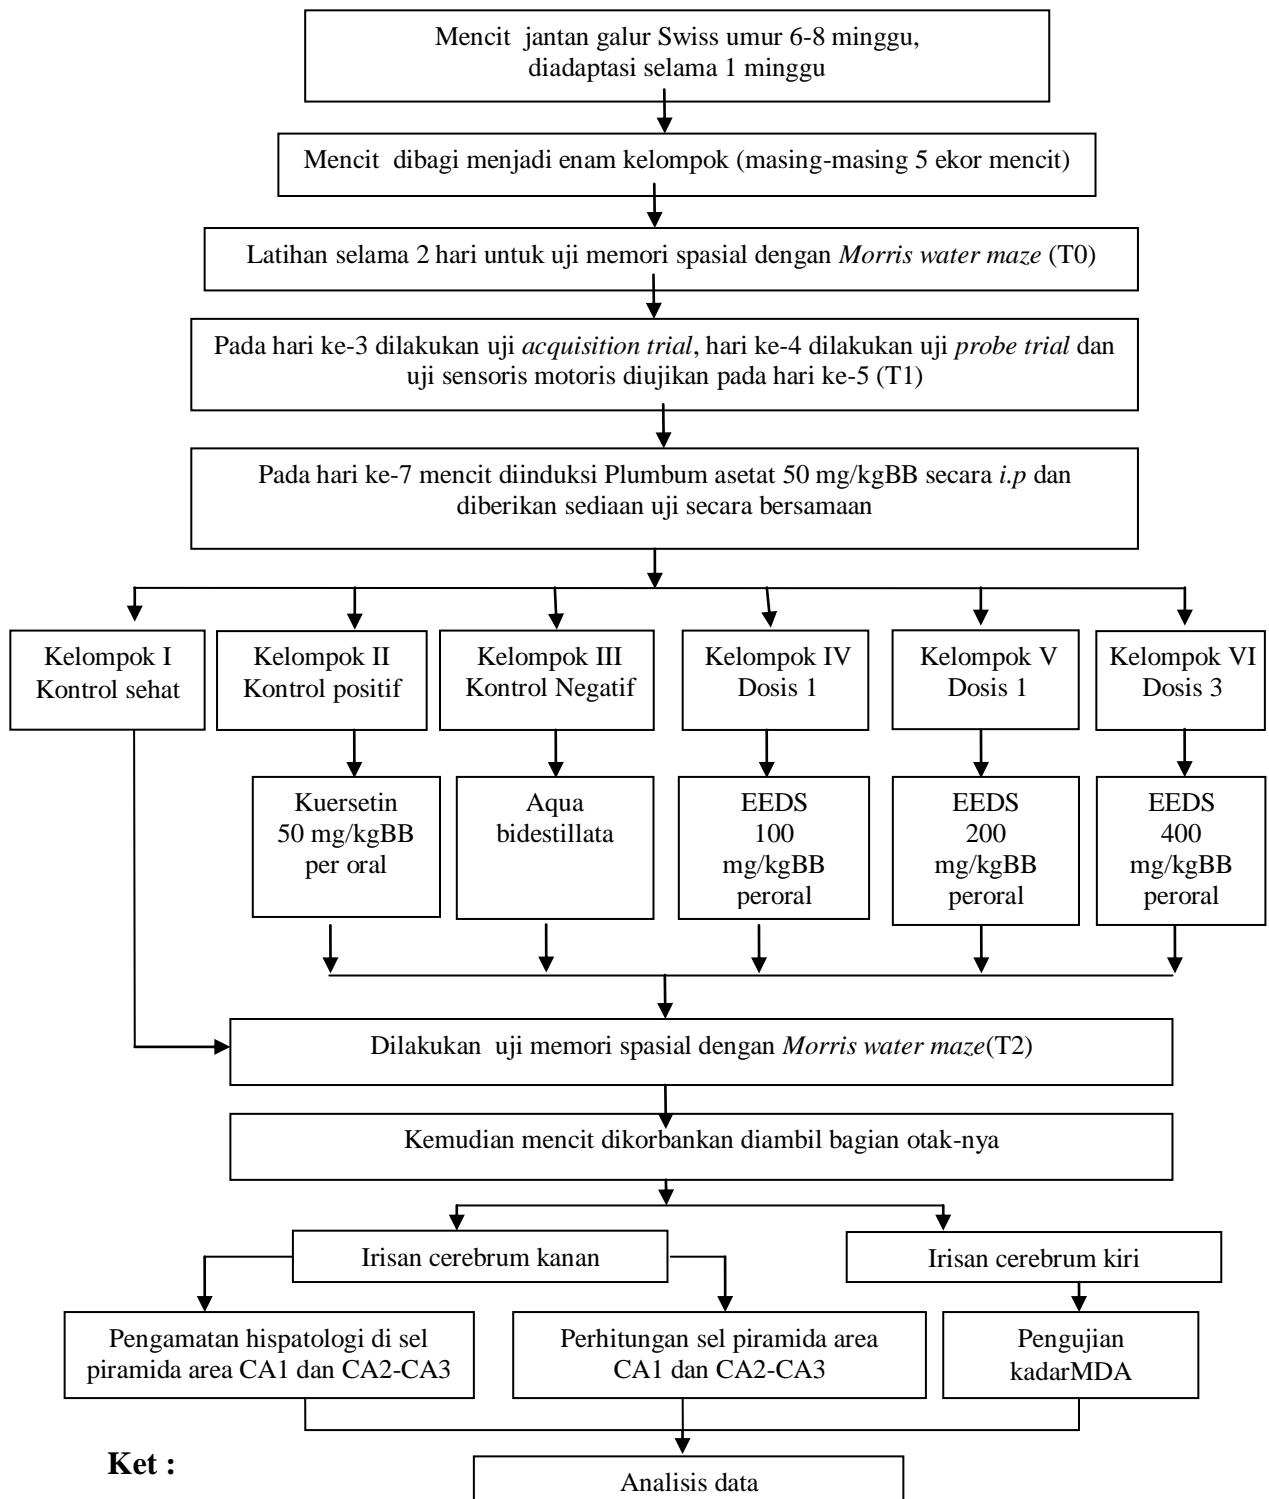 Mencit jantan galur Swiss umur 6-8 minggu,
diadaptasi selama 1 minggu
Mencit dibagi menjadi enam kelompok (masing-masing 5 ekor mencit)
Latihan selama 2 hari untuk uji memori spasial dengan Morris water maze (T0)
Pada hari ke-3 dilakukan uji acquisition trial, hari ke-4 dilakukan uji probe trial dan
uji sensoris motoris diujikan pada hari ke-5 (T1)
Pada hari ke-7 mencit diinduksi Plumbum asetat 50 mg/kgBB secara i.p dan
diberikan sediaan uji secara bersamaan
Kelompok I
Kontrol sehat
Kelompok II
Kontrol positif
Kelompok III
Kontrol Negatif
Kelompok IV
Dosis 1
Kelompok V
Dosis 1
Kelompok VI
Dosis 3
Kuersetin
50 mg/kgBB
per oral
Aqua
bidestillata
EEDS
100
mg/kgBB
peroral
EEDS
200
mg/kgBB
peroral
EEDS
400
mg/kgBB
peroral
Dilakukan uji memori spasial dengan Morris water maze(T2)
Kemudian mencit dikorbankan diambil bagian otak-nya
Irisan cerebrum kanan
Irisan cerebrum kiri
Pengamatan hispatologi di sel
piramida area CA1 dan CA2-CA3
Perhitungan sel piramida area
CA1 dan CA2-CA3
Pengujian
kadarMDA
Ket :
Analisis data